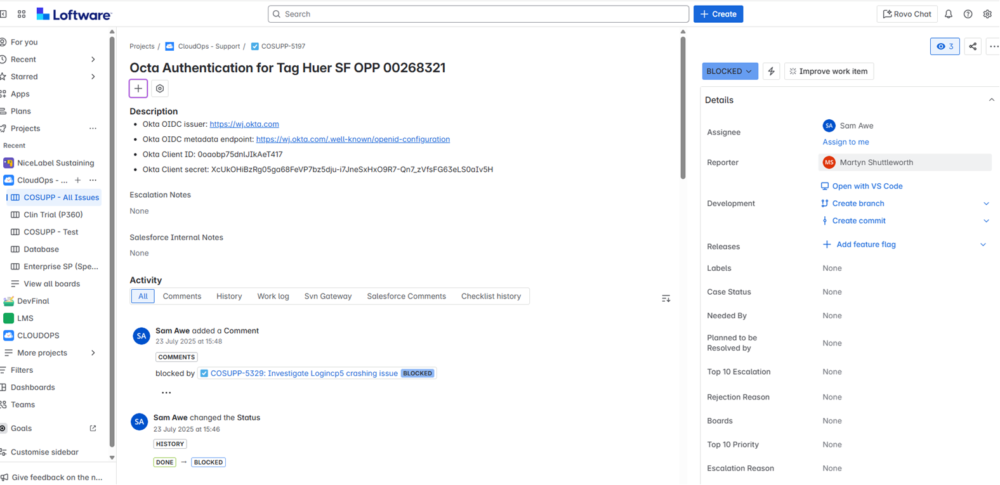 Loftware
Search
Create
Rovo Chat
For you
Recent
Starred
Apps
Plans
Projects
Recent
NiceLabel Sustaining
CloudOps - ...
COSUPP - All Issues
Clin Trial (P360)
COSUPP - Test
Database
Enterprise SP (Spe...
View all boards
DevFinal
LMS
CLOUDOPS
More projects
Filters
Dashboards
Teams
Goals
Customise sidebar
Give feedback on the n...
Projects / CloudOps - Support / COSUPP-5197
Octa Authentication for Tag Huer SF OPP 00268321
Description
• Okta OIDC issuer: https://wj.okta.com
• Okta OIDC metadata endpoint: https://wj.okta.com/.well-known/openid-configuration
• Okta Client ID: 0oaobp75dnlJIkAeT417
• Okta Client secret: XcUkOHiBzRg05ga68FeVP7bz5dju-i7JneSxHxO9R7-Qn7_zVfsFG63eLS0aIv5H
Escalation Notes
None
Salesforce Internal Notes
None
Activity
All Comments History Work log Svn Gateway Salesforce Comments Checklist history
SA
Sam Awe added a Comment
23 July 2025 at 15:48
COMMENTS
blocked by COSUPP-5329: Investigate Logincp5 crashing issue BLOCKED
...
SA
Sam Awe changed the Status
23 July 2025 at 15:46
HISTORY
DONE → BLOCKED
3
BLOCKED
Improve work item
Details
Assignee
SA Sam Awe
Assign to me
Reporter
MS Martyn Shuttleworth
Development
Open with VS Code
Create branch
Create commit
Releases
Add feature flag
Labels
None
Case Status
None
Needed By
None
Planned to be
Resolved by
None
Top 10 Escalation
None
Rejection Reason
None
Boards
None
Top 10 Priority
None
Escalation Reason
None